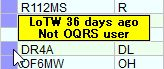 R112MS R
LoTW 36 days ago
Not OQRS user
DR4A DL
OF6MW OH